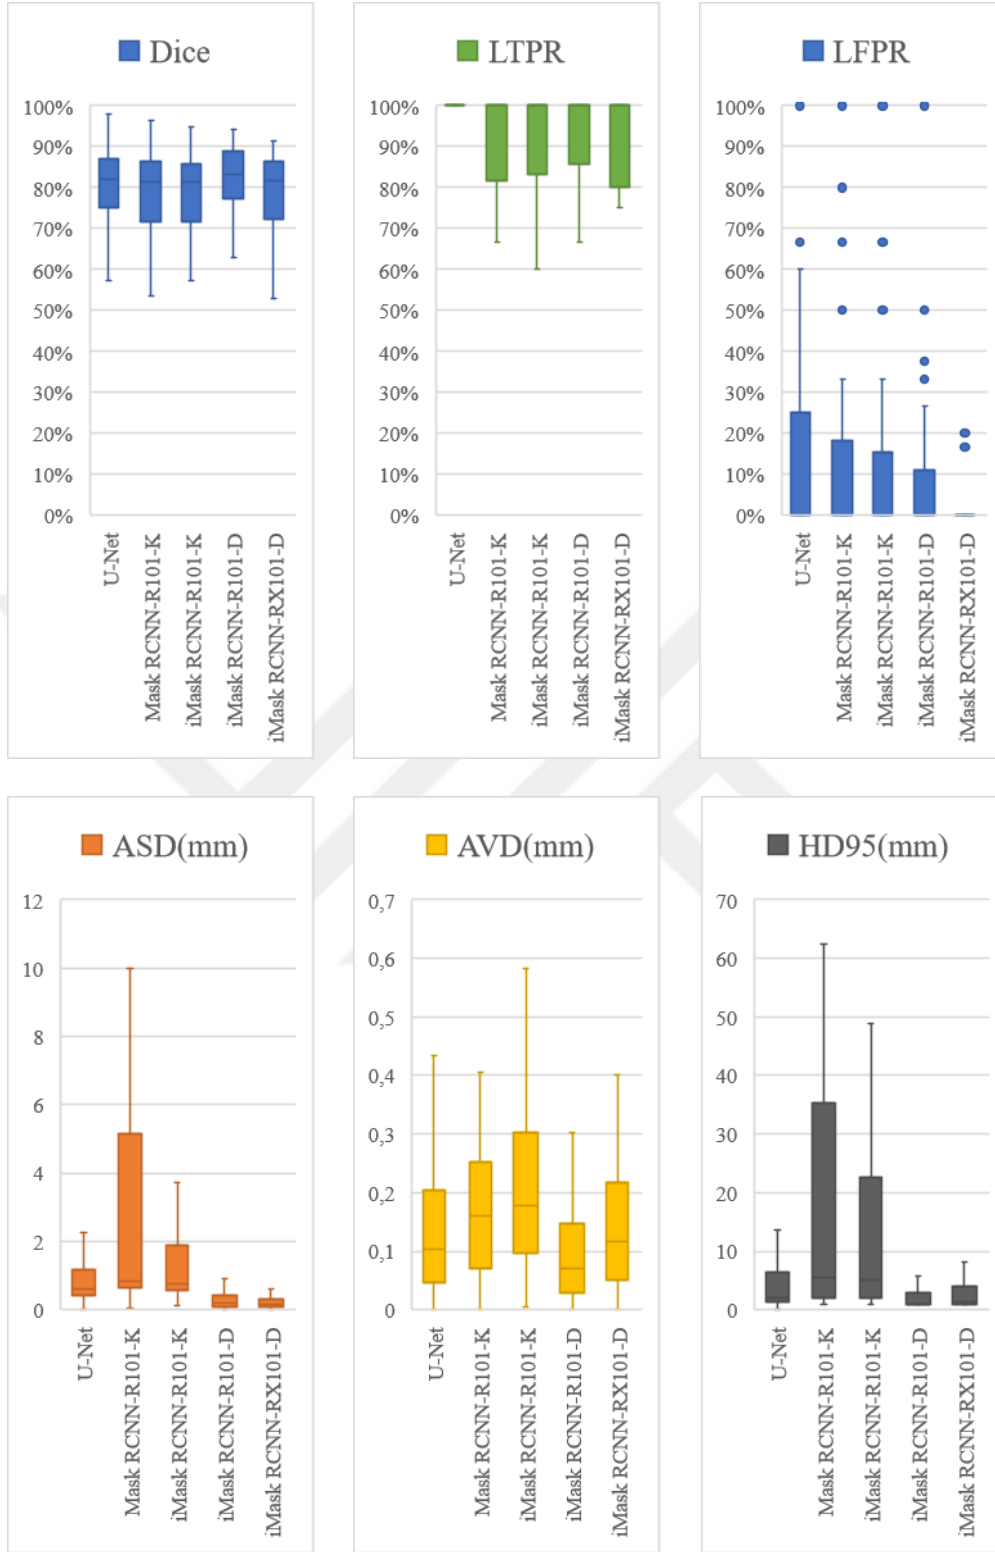 Dice
100%
90%
80%
70%
60%
50%
40%
30%
20%
10%
0%
U-Net
Mask RCNN-R101-K
iMask RCNN-R101-K
iMask RCNN-R101-D
iMask RCNN-RX101-D
LTPR
100%
90%
80%
70%
60%
50%
40%
30%
20%
10%
0%
U-Net
Mask RCNN-R101-K
iMask RCNN-R101-K
iMask RCNN-R101-D
iMask RCNN-RX101-D
LFPR
100%
90%
80%
70%
60%
50%
40%
30%
20%
10%
0%
U-Net
Mask RCNN-R101-K
iMask RCNN-R101-K
iMask RCNN-R101-D
iMask RCNN-RX101-D
ASD(mm)
12
10
8
6
4
2
0
U-Net
Mask RCNN-R101-K
iMask RCNN-R101-K
iMask RCNN-R101-D
iMask RCNN-RX101-D
AVD(mm)
0,7
0,6
0,5
0,4
0,3
0,2
0,1
0
U-Net
Mask RCNN-R101-K
iMask RCNN-R101-K
iMask RCNN-R101-D
iMask RCNN-RX101-D
HD95(mm)
70
60
50
40
30
20
10
0
U-Net
Mask RCNN-R101-K
iMask RCNN-R101-K
iMask RCNN-R101-D
iMask RCNN-RX101-D